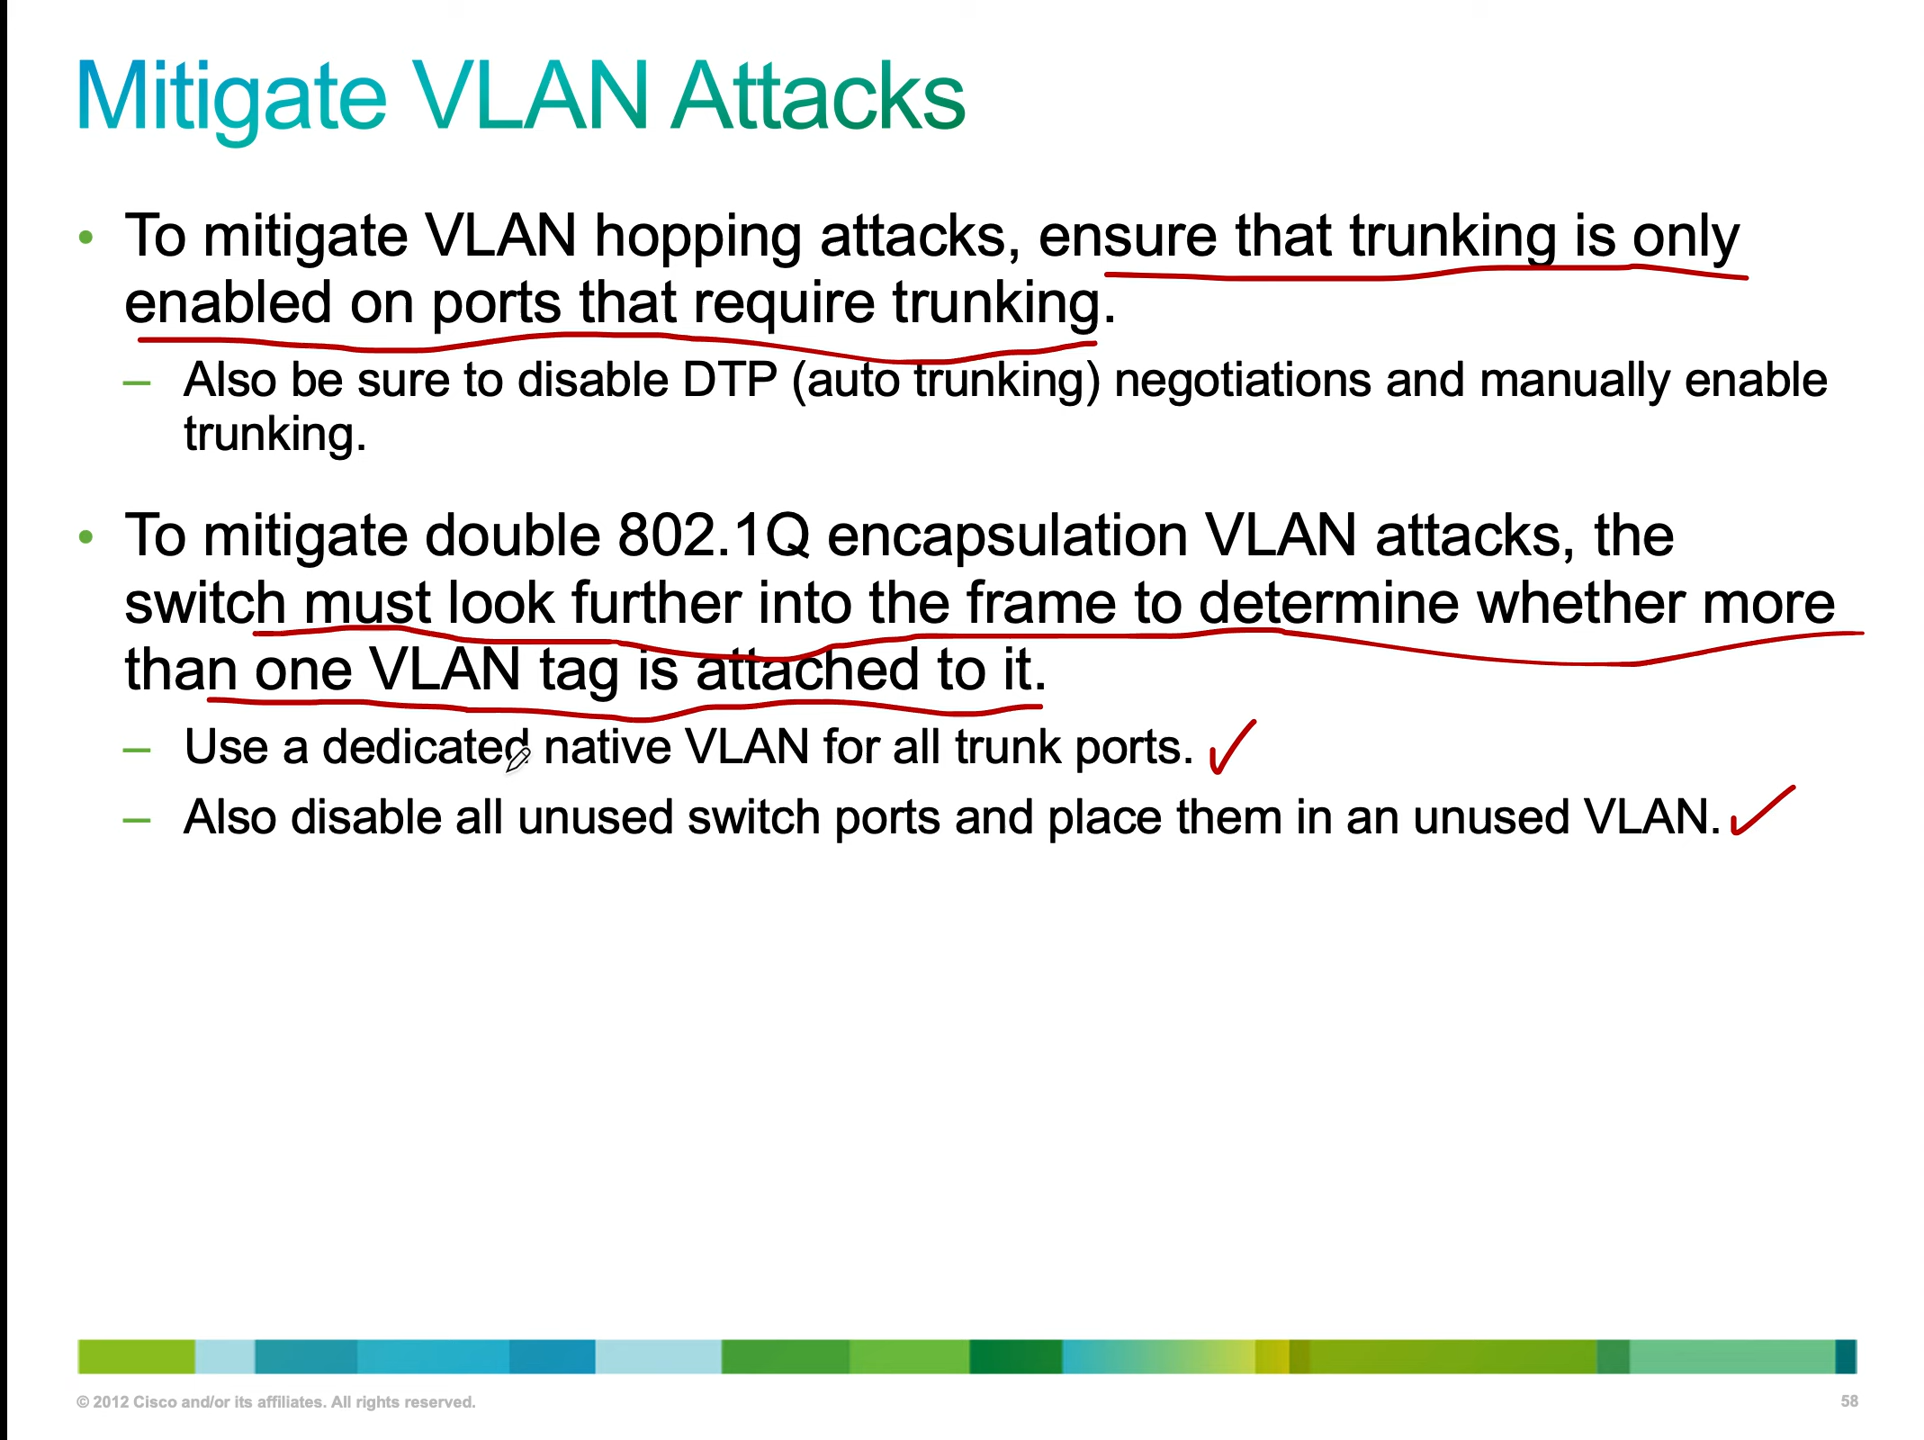 Mitigate VLAN Attacks
• To mitigate VLAN hopping attacks, ensure that trunking is only
enabled on ports that require trunking.
– Also be sure to disable DTP (auto trunking) negotiations and manually enable
trunking.
• To mitigate double 802.1Q encapsulation VLAN attacks, the
switch must look further into the frame to determine whether more
than one VLAN tag is attached to it.
– Use a dedicated native VLAN for all trunk ports.
– Also disable all unused switch ports and place them in an unused VLAN.
© 2012 Cisco and/or its affiliates. All rights reserved.
58